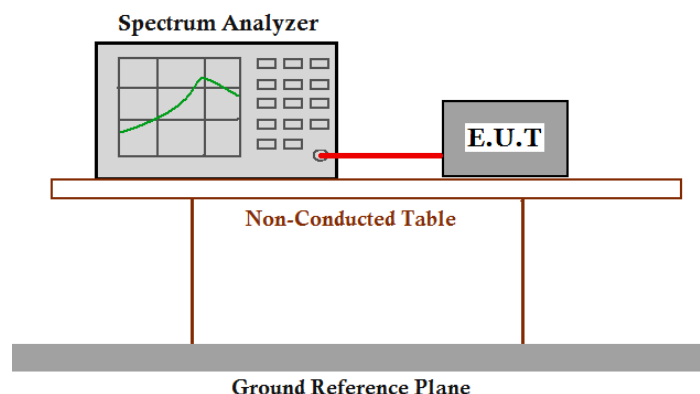 Spectrum Analyzer
E.U.T
Non-Conducted Table
Ground Reference Plane